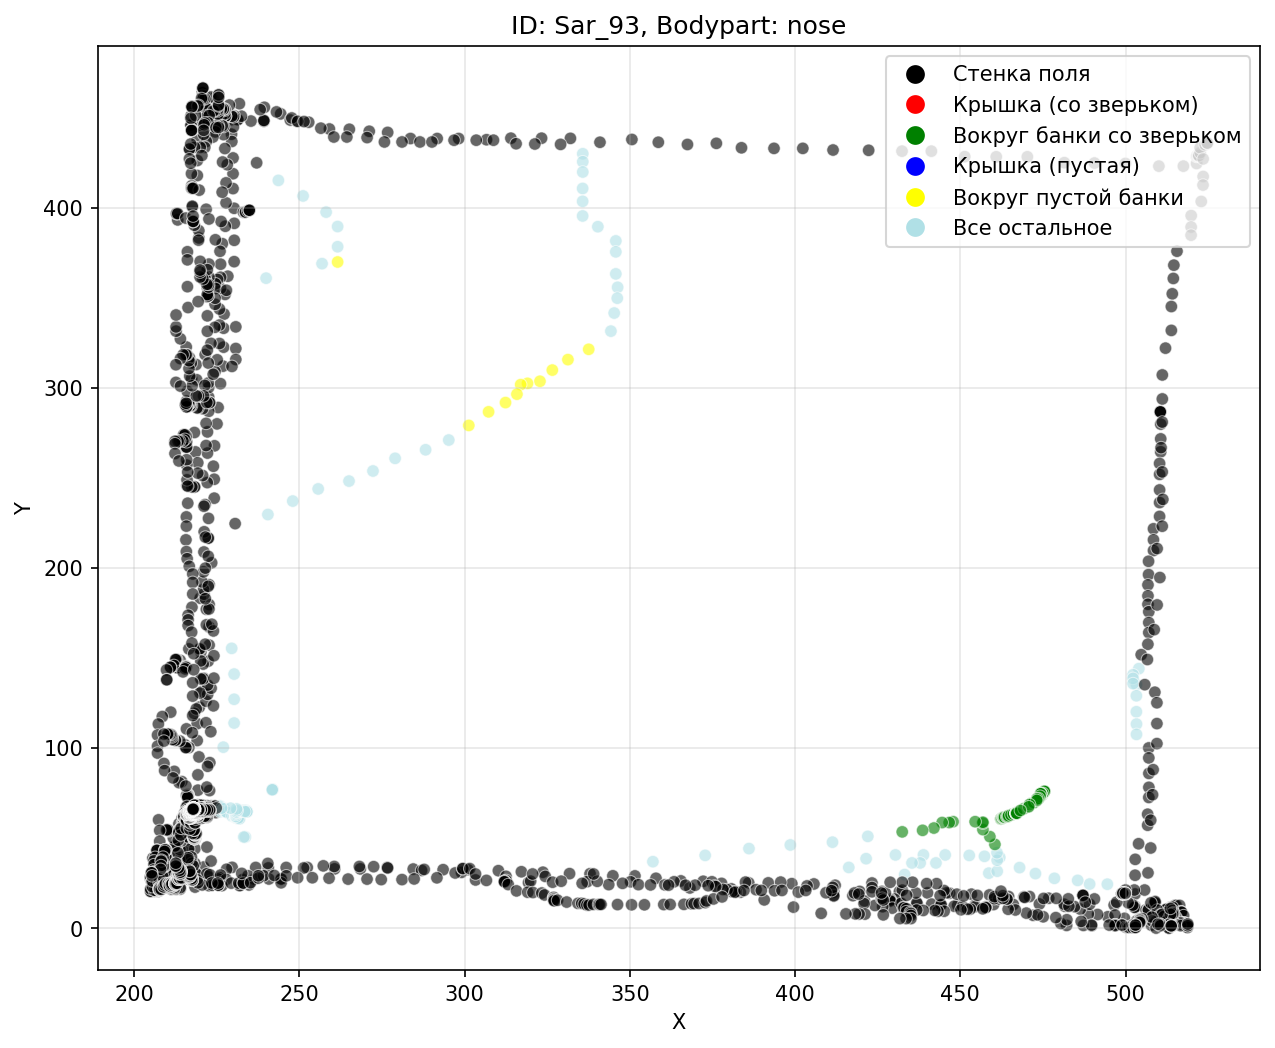 ID: Sar_93, Bodypart: nose
Стенка поля
Крышка (со зверьком)
Вокруг банки со зверьком
Крышка (пустая)
Вокруг пустой банки
Все остальное
Y
400
300
200
100
0
200
250
300
350
400
450
500
X